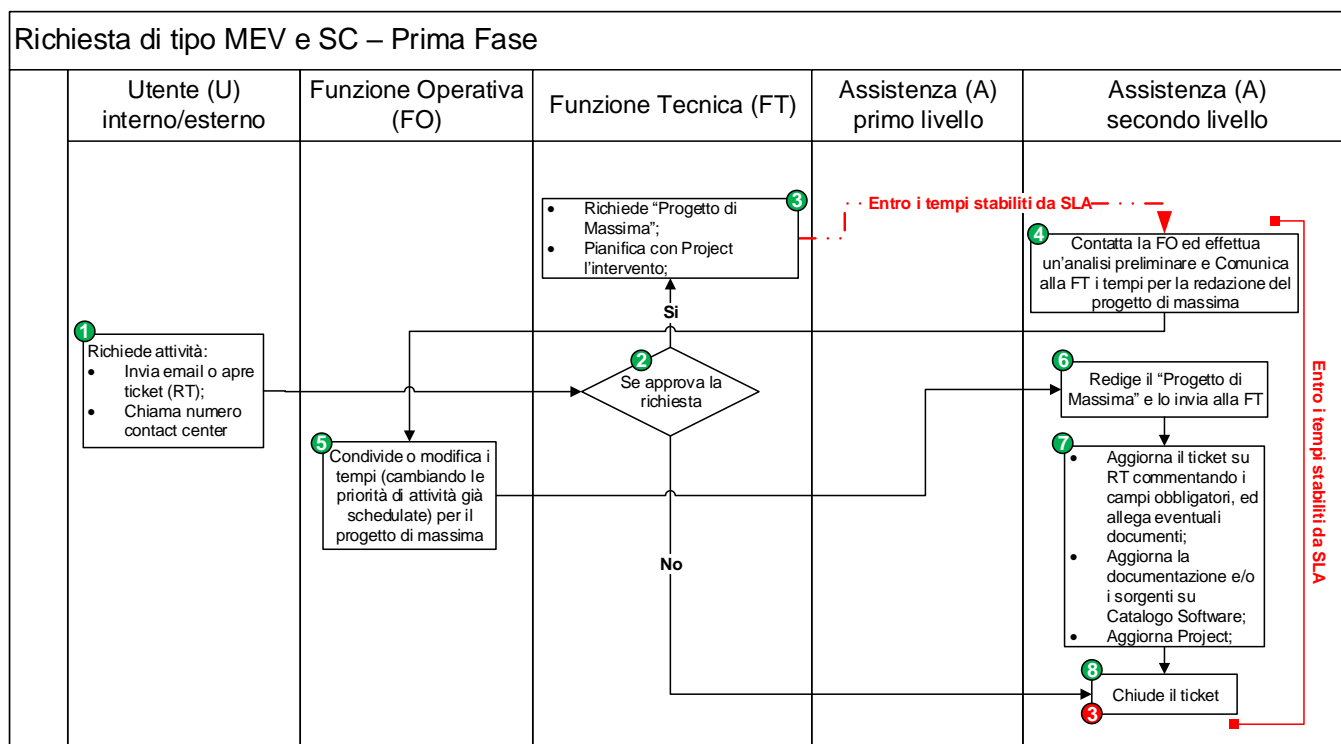 Richiesta di tipo MEV e SC – Prima Fase
Utente (U)
interno/esterno
Funzione Operativa
(FO)
Funzione Tecnica (FT)
Assistenza (A)
primo livello
Assistenza (A)
secondo livello
1
Richiede attività:
• Invia email o apre
ticket (RT);
• Chiama numero
contact center
2
Se approva la
richiesta
Si
No
3
• Richiede “Progetto di
Massima”;
• Pianifica con Project
l’intervento;
Entro i tempi stabiliti da SLA
4
Contatta la FO ed effettua
un’analisi preliminare e Comunica
alla FT i tempi per la redazione del
progetto di massima
5
Condivide o modifica i
tempi (cambiando le
priorità di attività già
schedulate) per il
progetto di massima
6
Redige il “Progetto di
Massima” e lo invia alla FT
7
• Aggiorna il ticket su
RT commentando i
campi obbligatori, ed
allega eventuali
documenti;
• Aggiorna la
documentazione e/o
i sorgenti su
Catalogo Software;
• Aggiorna Project;
8
Chiude il ticket
3
Entro i tempi stabiliti da SLA